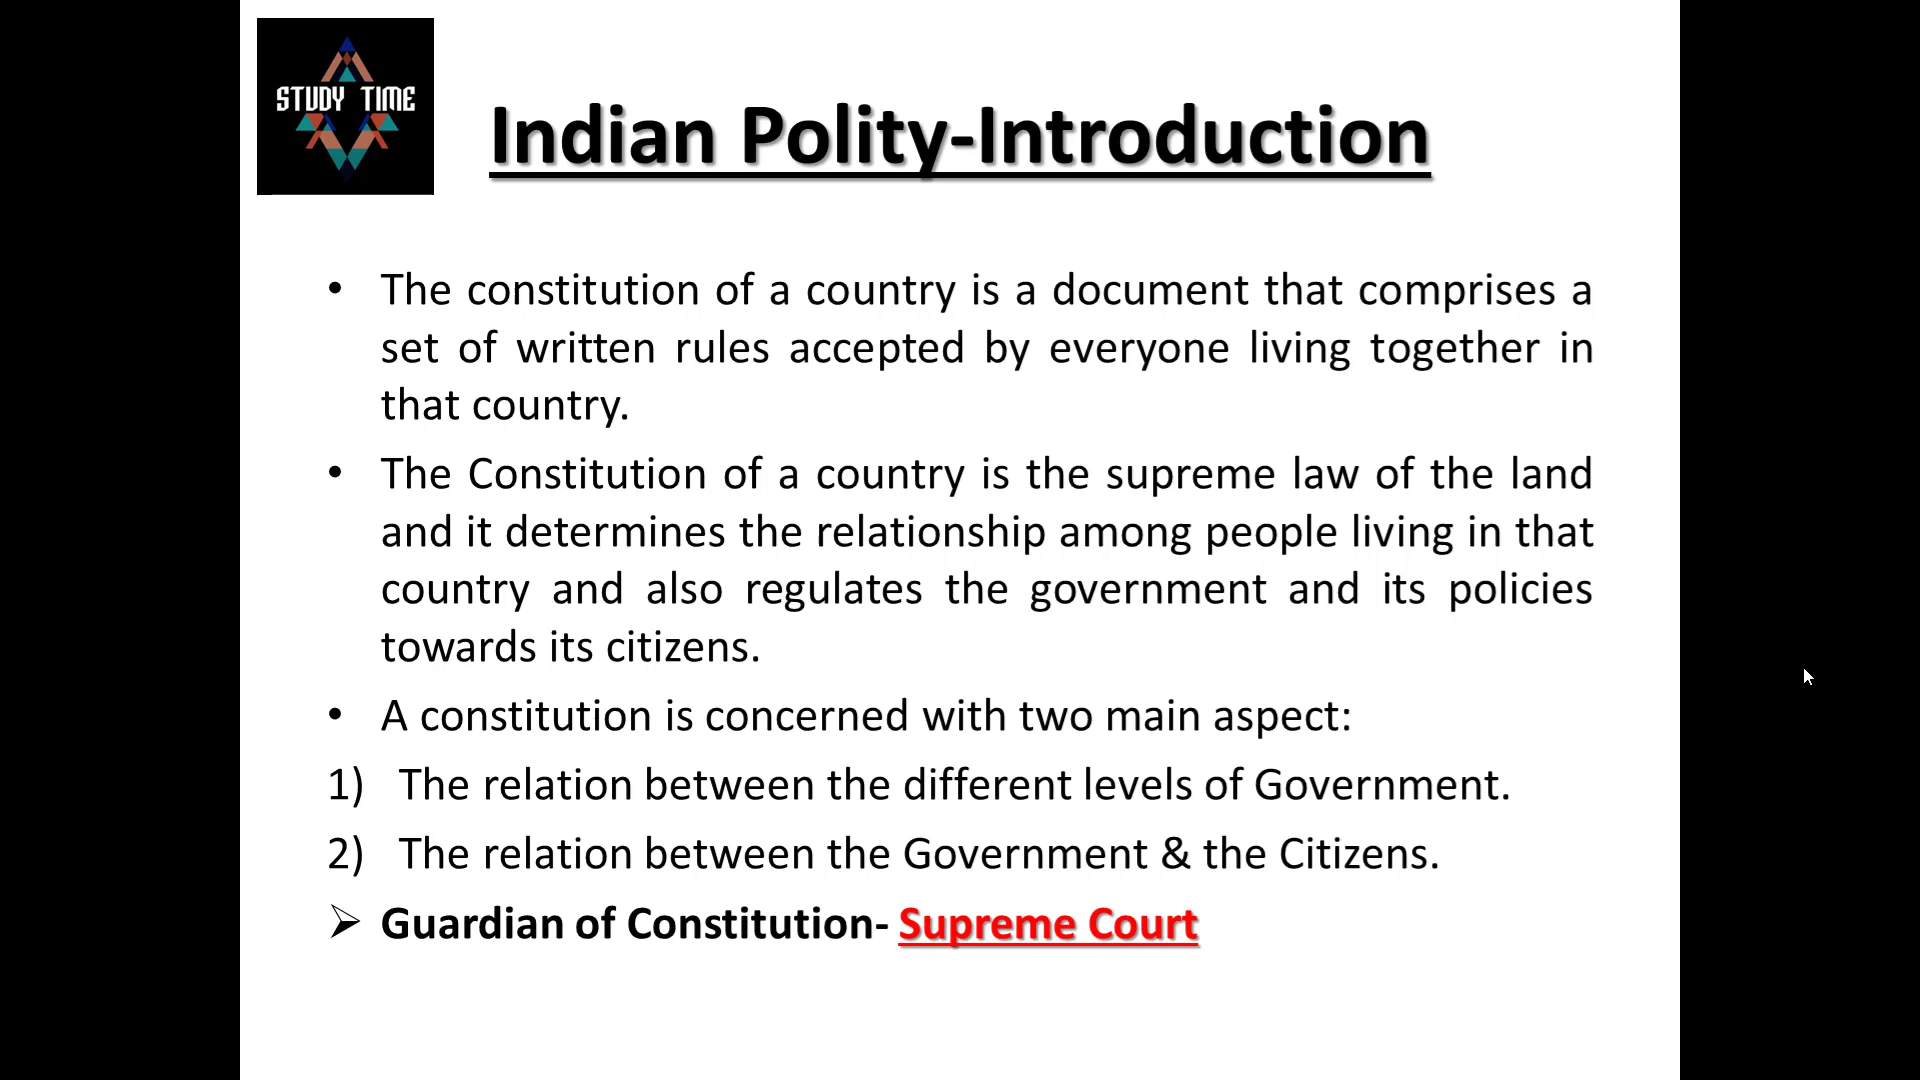 STUDY TIME
Indian Polity-Introduction
• The constitution of a country is a document that comprises a
set of written rules accepted by everyone living together in
that country.
• The Constitution of a country is the supreme law of the land
and it determines the relationship among people living in that
country and also regulates the government and its policies
towards its citizens.
• A constitution is concerned with two main aspect:
1) The relation between the different levels of Government.
2) The relation between the Government & the Citizens.
➢ Guardian of Constitution- Supreme Court